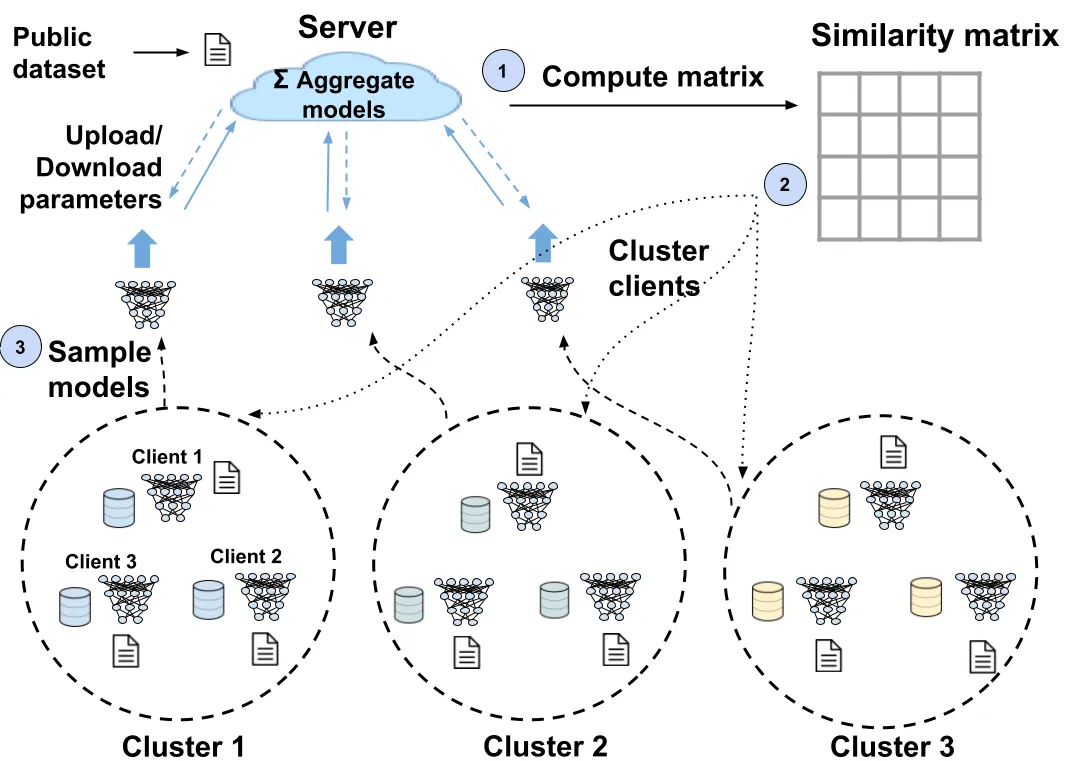 Public
dataset
Server
Σ Aggregate
models
1
Compute matrix
Similarity matrix
Upload/
Download
parameters
2
Cluster
clients
3
Sample
models
Client 1
Client 3
Client 2
Cluster 1
Cluster 2
Cluster 3